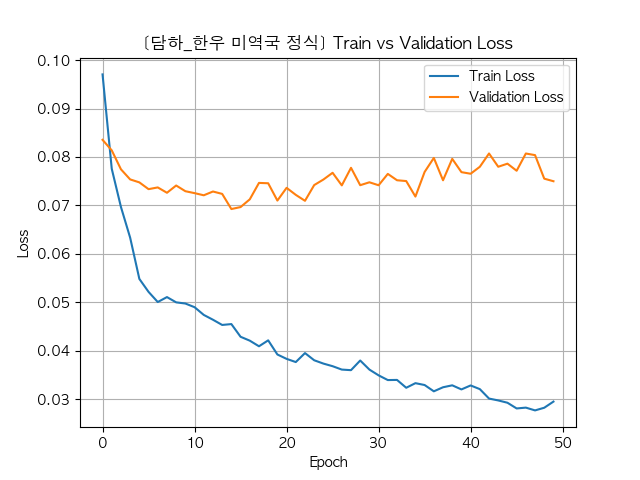 [담하_한우 미역국 정식] Train vs Validation Loss
Train Loss
Validation Loss
Loss
0.10
0.09
0.08
0.07
0.06
0.05
0.04
0.03
0 10 20 30 40 50
Epoch